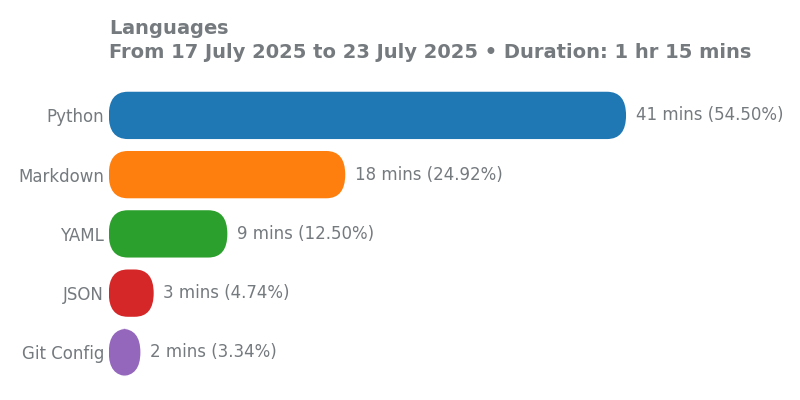 Languages
From 17 July 2025 to 23 July 2025 • Duration: 1 hr 15 mins
Python 41 mins (54.50%)
Markdown 18 mins (24.92%)
YAML 9 mins (12.50%)
JSON 3 mins (4.74%)
Git Config 2 mins (3.34%)